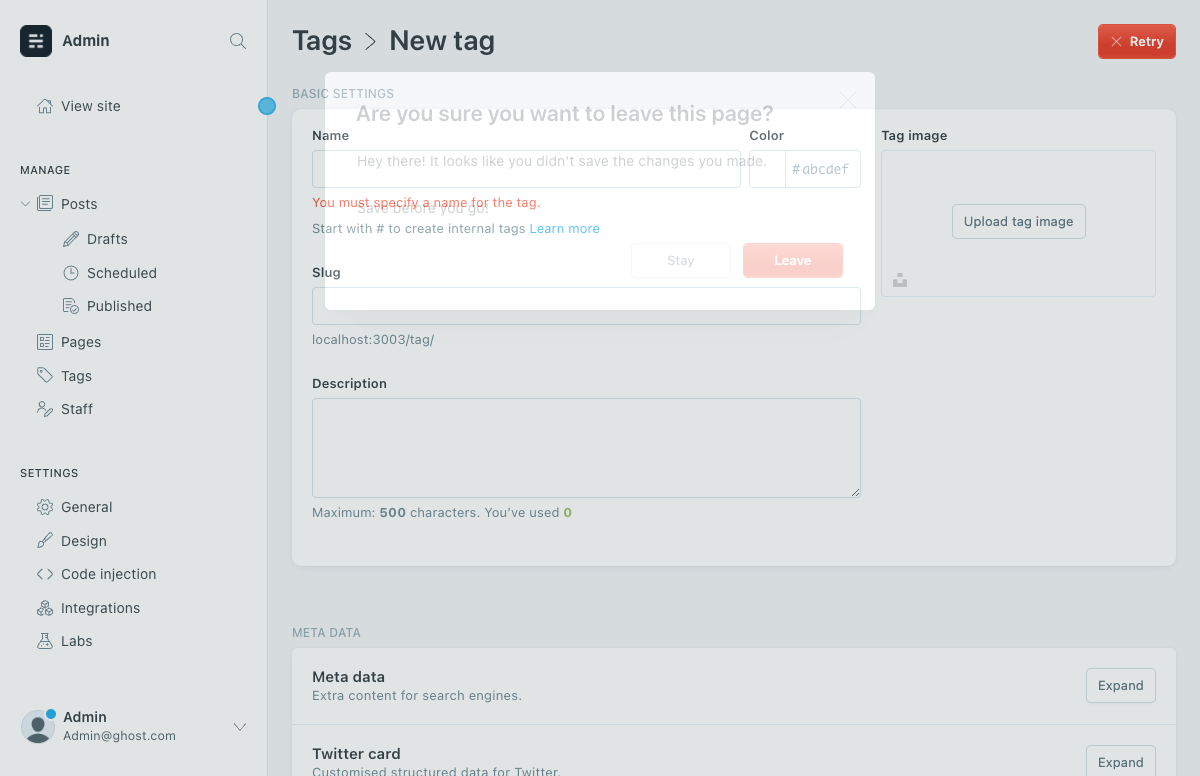 Admin
View site
MANAGE
Posts
Drafts
Scheduled
Published
Pages
Tags
Staff
SETTINGS
General
Design
Code injection
Integrations
Labs
Admin
Admin@ghost.com
Tags > New tag
Retry
BASIC SETTINGS
Are you sure you want to leave this page?
Hey there! It looks like you didn't save the changes you made.
Save before you go!
Stay
Leave
Name
Color
#abcdef
You must specify a name for the tag.
Start with # to create internal tags Learn more
Slug
localhost:3003/tag/
Description
Maximum: 500 characters. You’ve used 0
Tag image
Upload tag image
META DATA
Meta data
Extra content for search engines.
Expand
Twitter card
Customised structured data for Twitter.
Expand